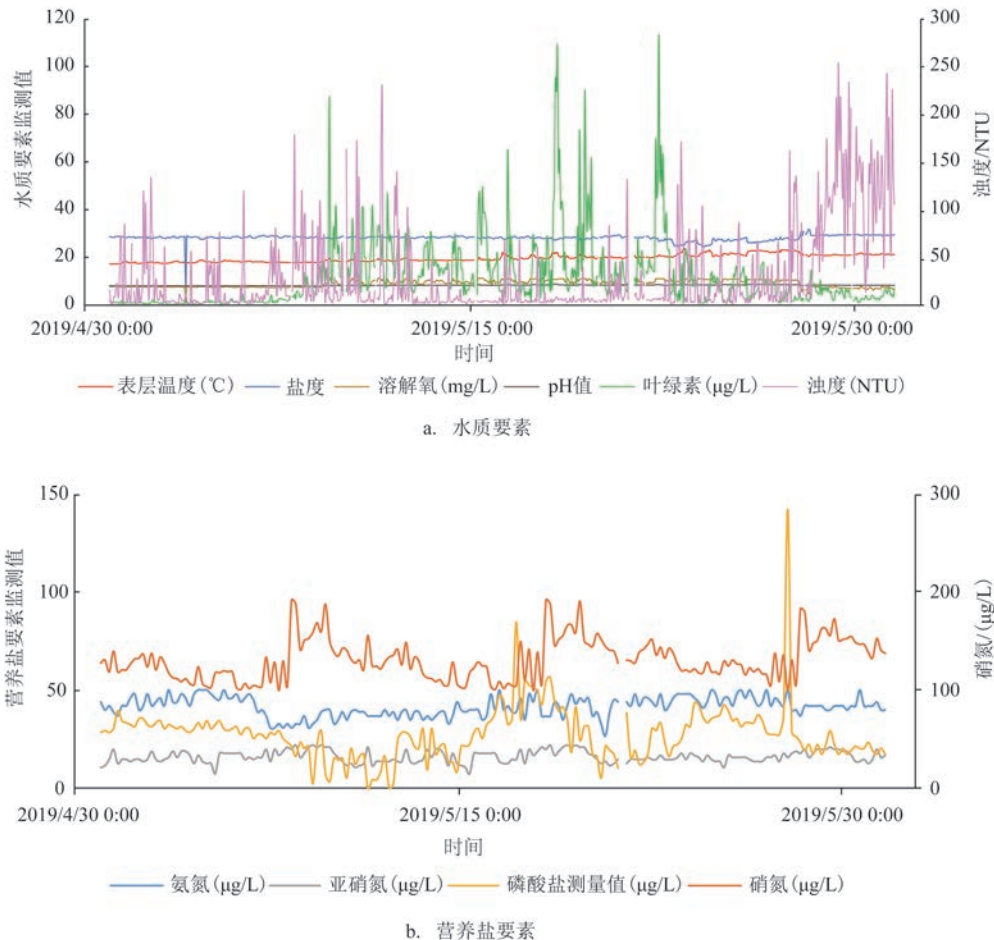 120
100
80
60
40
20
0
水质要素监测值
300
250
200
150
100
50
0
浊度/NTU
2019/4/30 0:00
2019/5/15 0:00
2019/5/30 0:00
时间
表层温度(℃)
盐度
溶解氧(mg/L)
pH值
叶绿素(μg/L)
浊度(NTU)
a. 水质要素
150
100
50
0
营养盐要素监测值
300
200
100
0
硝氮/(μg/L)
2019/4/30 0:00
2019/5/15 0:00
2019/5/30 0:00
时间
氨氮(μg/L)
亚硝氮(μg/L)
磷酸盐测量值(μg/L)
硝氮(μg/L)
b. 营养盐要素